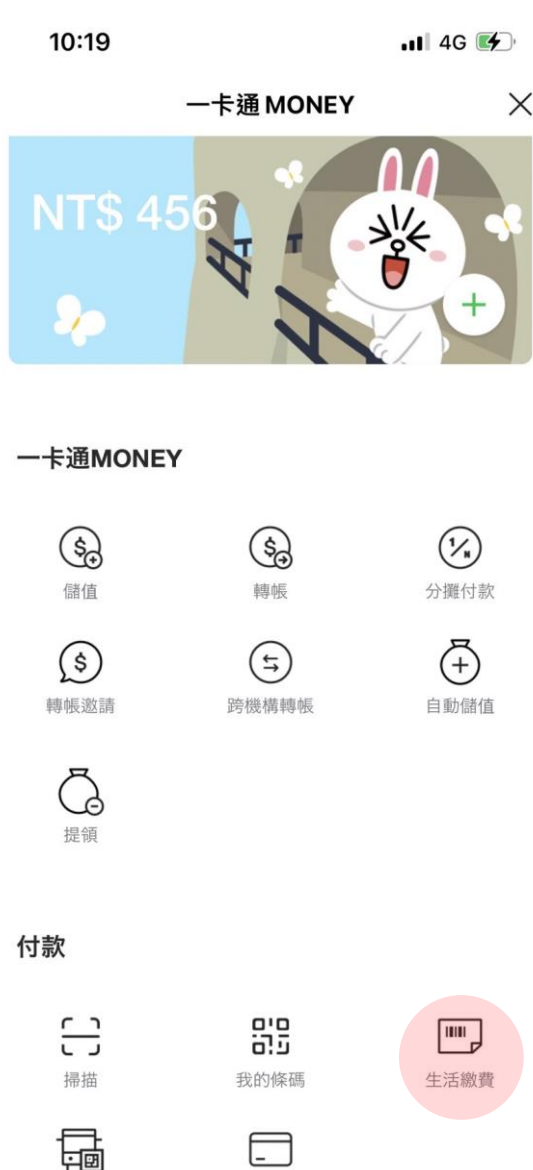 10:19 4G
一卡通 MONEY
NT$ 456
一卡通MONEY
儲值 轉帳 分攤付款
轉帳邀請 跨機構轉帳 自動儲值
提領
付款
掃描 我的條碼 生活繳費